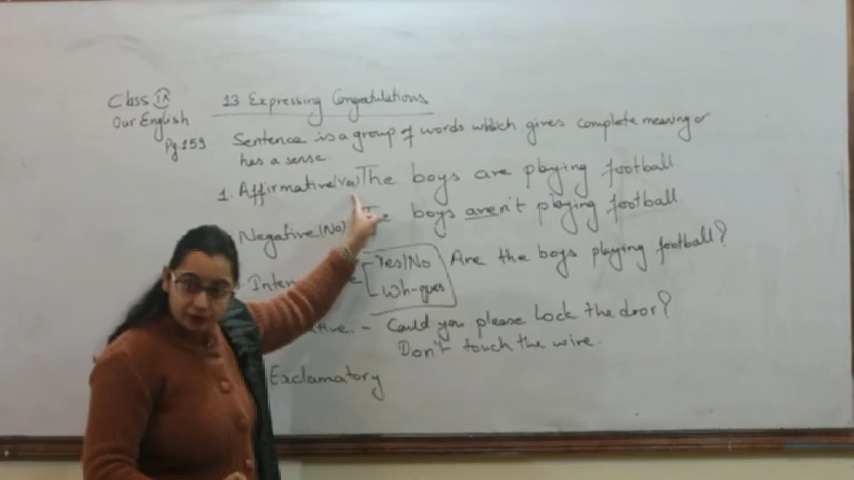 Class IX 13 Expressing Congratulations
Our English
Pg.159 Sentence is a group of words which gives complete meaning or
has a sense.
1. Affirmative(Yes) The boys are playing football.
Negative(No) The boys aren't playing football.
Inter Yes/No Are the boys playing football?
Wh-ques
ative - Could you please Lock the door?
Don't touch the wire.
Exclamatory